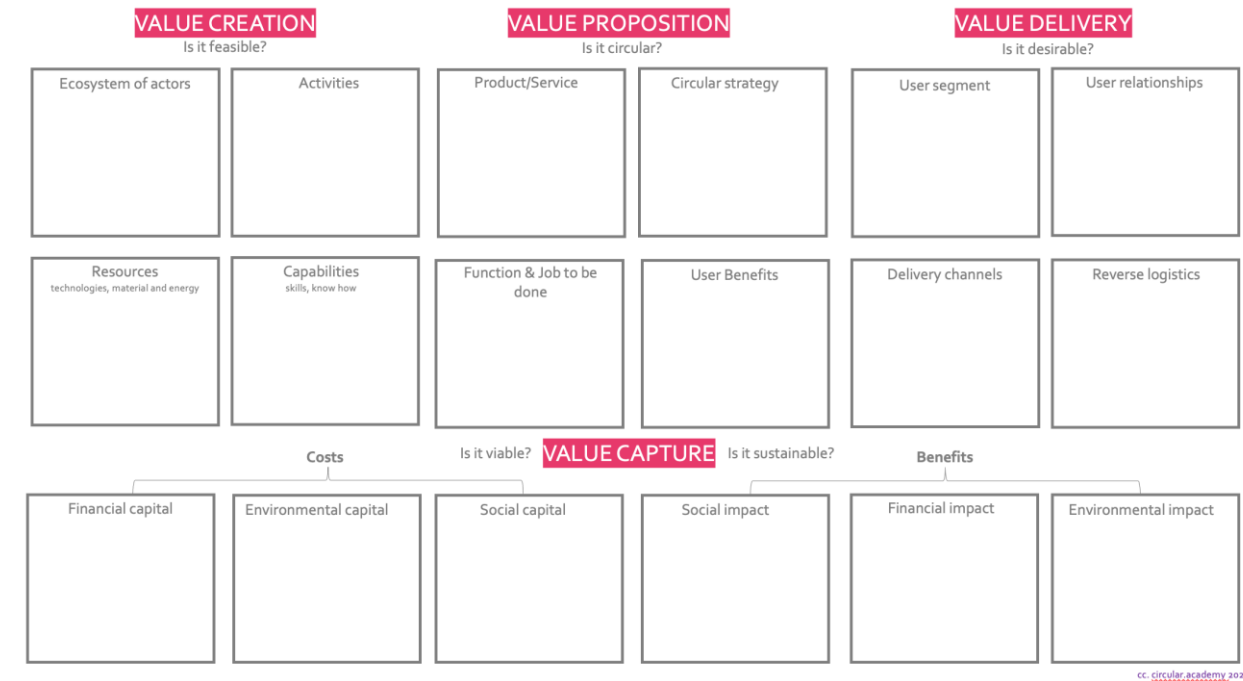 VALUE CREATION
Is it feasible?
VALUE PROPOSITION
Is it circular?
VALUE DELIVERY
Is it desirable?
Ecosystem of actors
Activities
Product/Service
Circular strategy
User segment
User relationships
Resources
technologies, material and energy
Capabilities
skills, know how
Function & Job to be
done
User Benefits
Delivery channels
Reverse logistics
Costs
Is it viable?
VALUE CAPTURE
Is it sustainable?
Benefits
Financial capital
Environmental capital
Social capital
Social impact
Financial impact
Environmental impact
cc. circular.academy 202